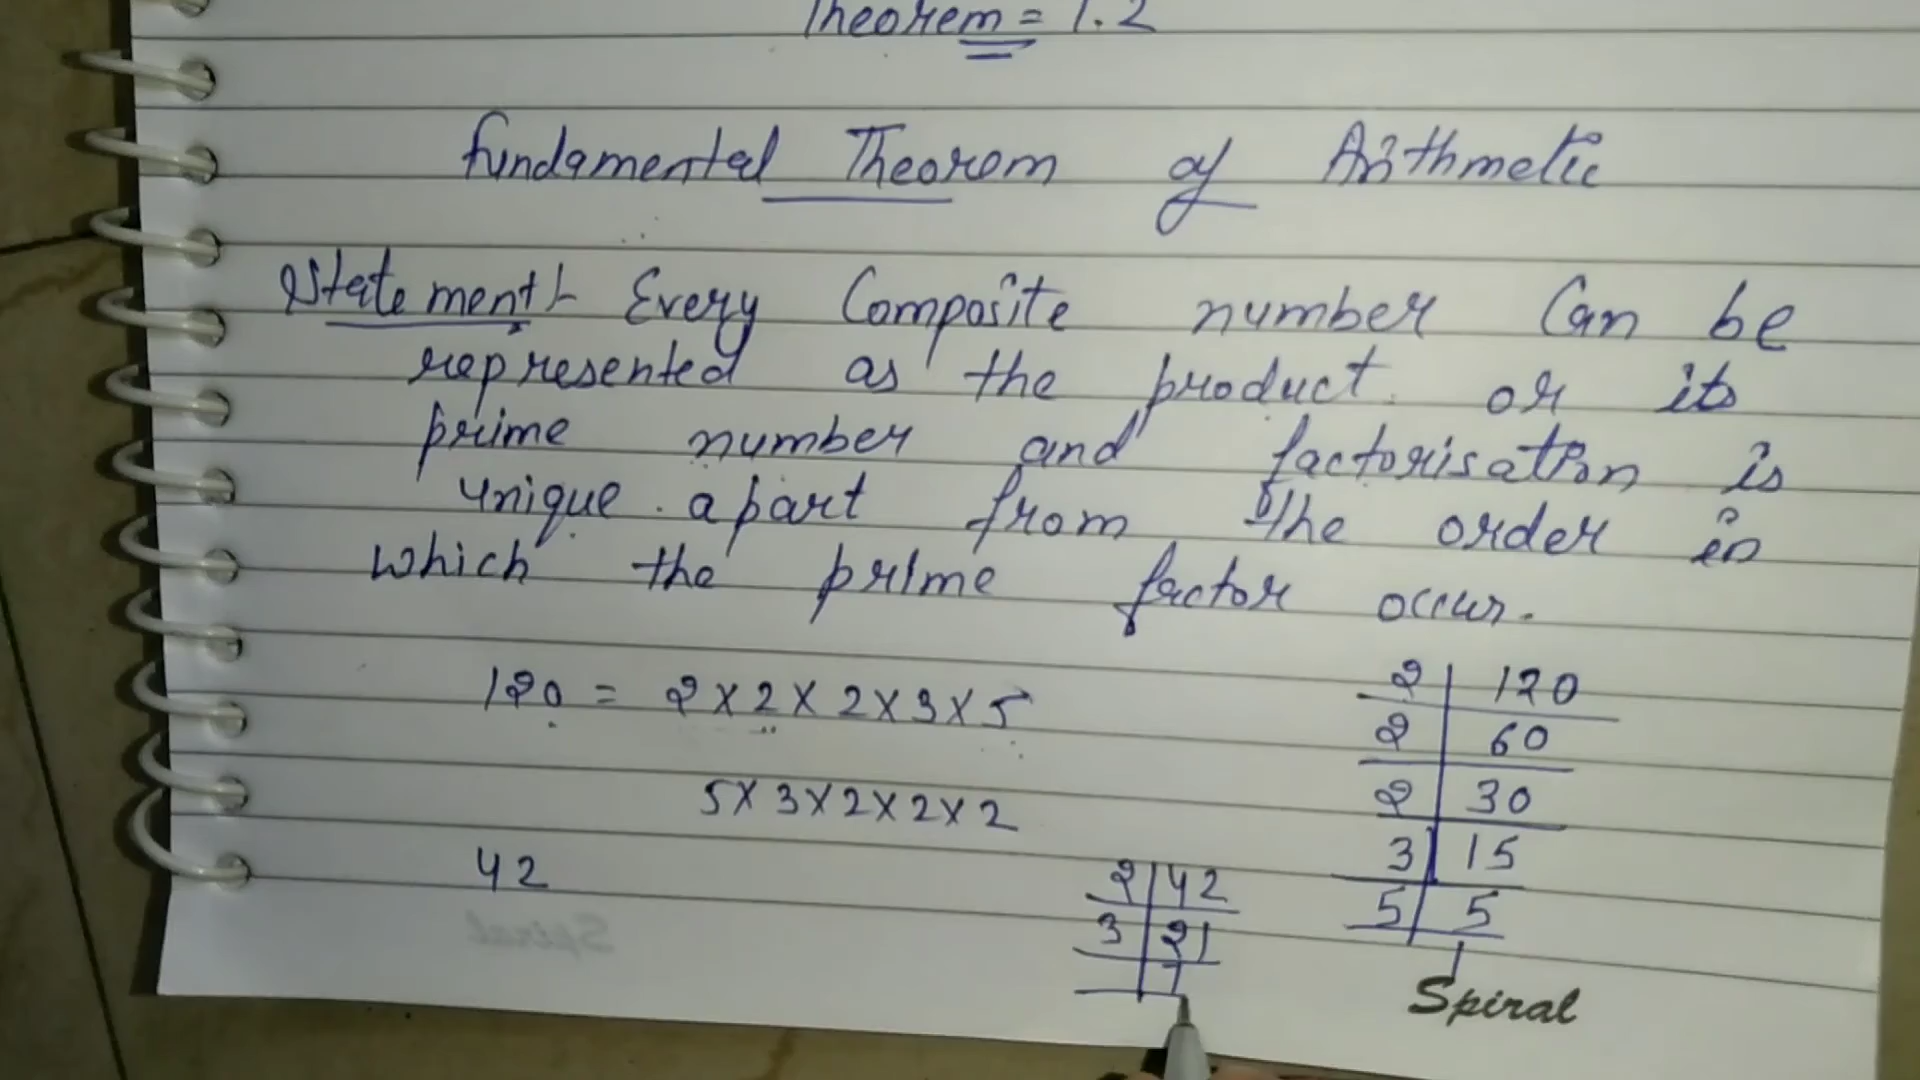 Theorem = 1.2
fundamental Theorem of Arithmetic
Statement :- Every Composite number Can be
represented as the product or its
prime number and factorisation is
unique. apart from the order in
which the prime factor occur.
120 = 2 x 2 x 2 x 3 x 5
2 | 120
2 | 60
5 x 3 x 2 x 2 x 2
2 | 30
3 | 15
42
2 | 42
5 | 5
3 | 21
1
7
Spiral